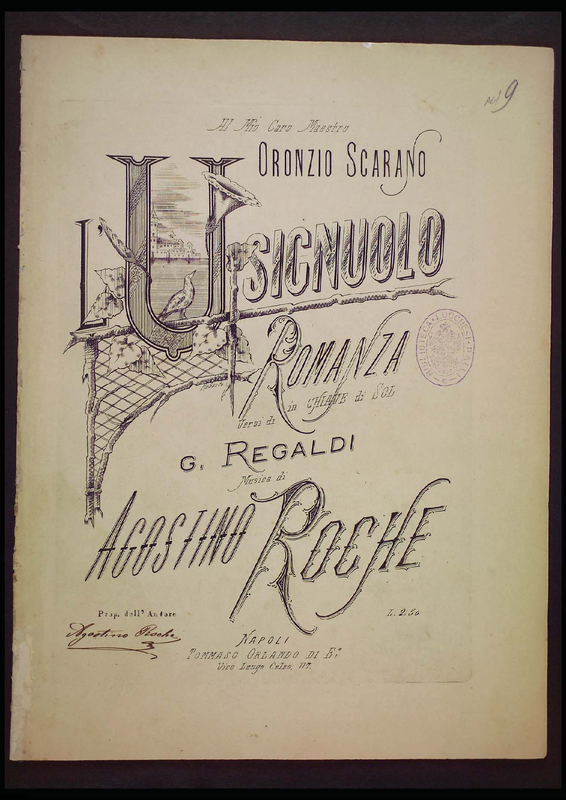 Al Mio Caro Maestro
ORONZIO SCARANO
L'USIGNUOLO
ROMANZA
in CHIAVE di SOL
Versi di
G. REGALDI
Musica di
AGOSTINO ROCHE
Prop. dell' Autore
L. 2.50
Agostino Roche
NAPOLI
TOMMASO ORLANDO DI E.º
Vico Lungo Celso, 117.
9